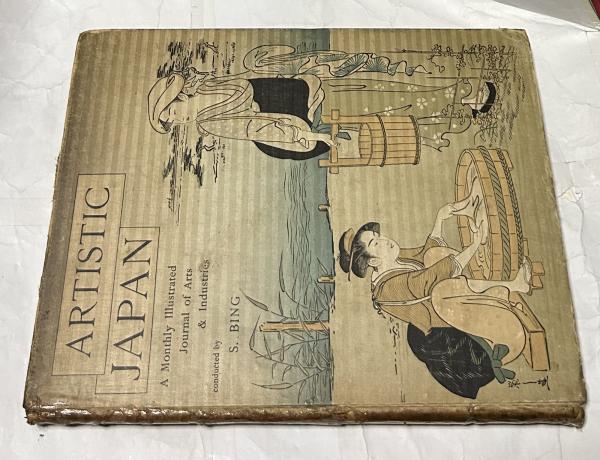 ARTISTIC
JAPAN
A Monthly Illustrated
Journal of Arts
& Industries
conducted by
S. BING